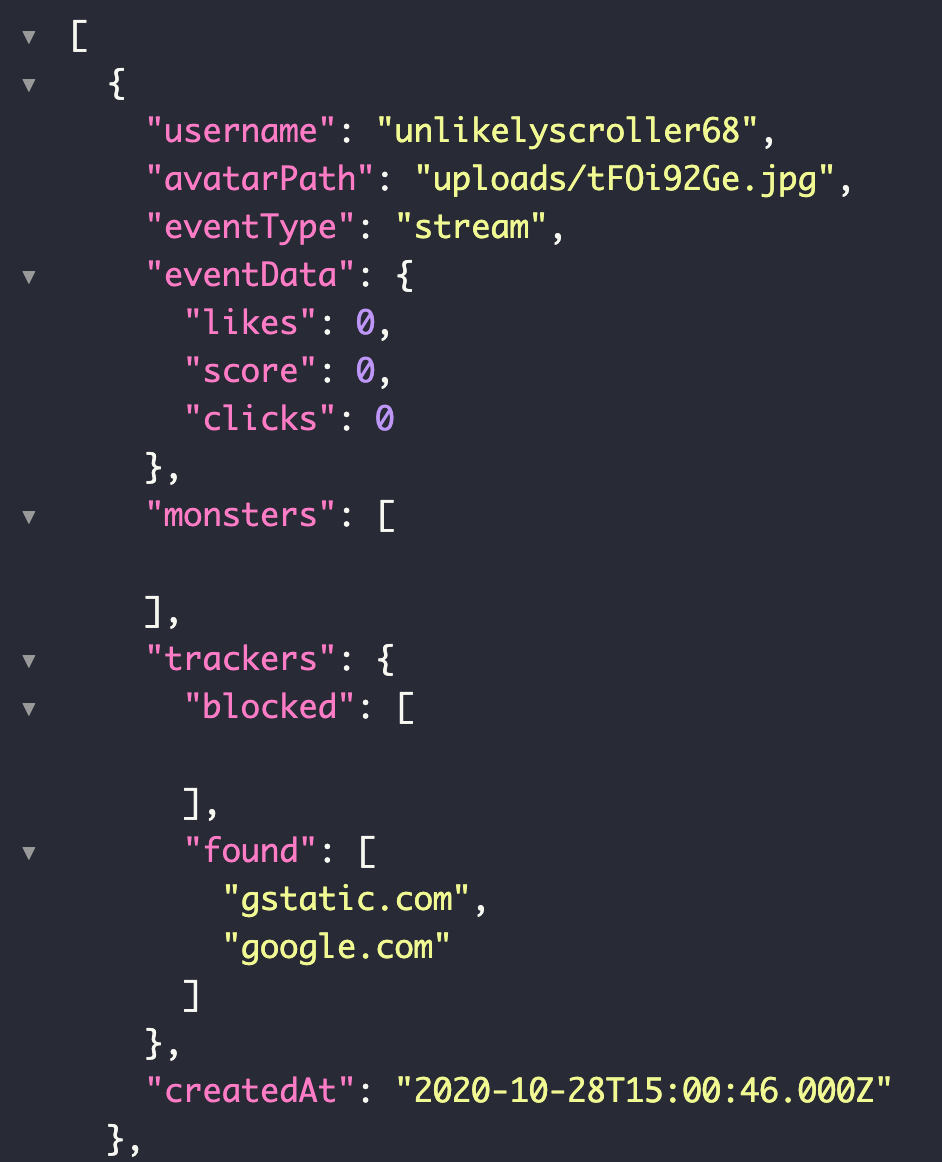 [
{
"username": "unlikelyscroller68",
"avatarPath": "uploads/tFOi92Ge.jpg",
"eventType": "stream",
"eventData": {
"likes": 0,
"score": 0,
"clicks": 0
},
"monsters": [
],
"trackers": {
"blocked": [
],
"found": [
"gstatic.com",
"google.com"
]
},
"createdAt": "2020-10-28T15:00:46.000Z"
},